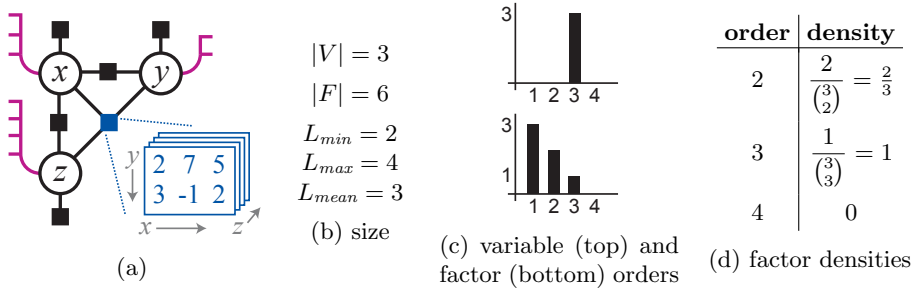 x y
z
2 7 5
3 -1 2
y
x z
(a)
|V| = 3
|F| = 6
L_min = 2
L_max = 4
L_mean = 3
(b) size
3
1 2 3 4
3
1
1 2 3 4
(c) variable (top) and
factor (bottom) orders
order density
2 2/\binom{3}{2} = 2/3
3 1/\binom{3}{3} = 1
4 0
(d) factor densities